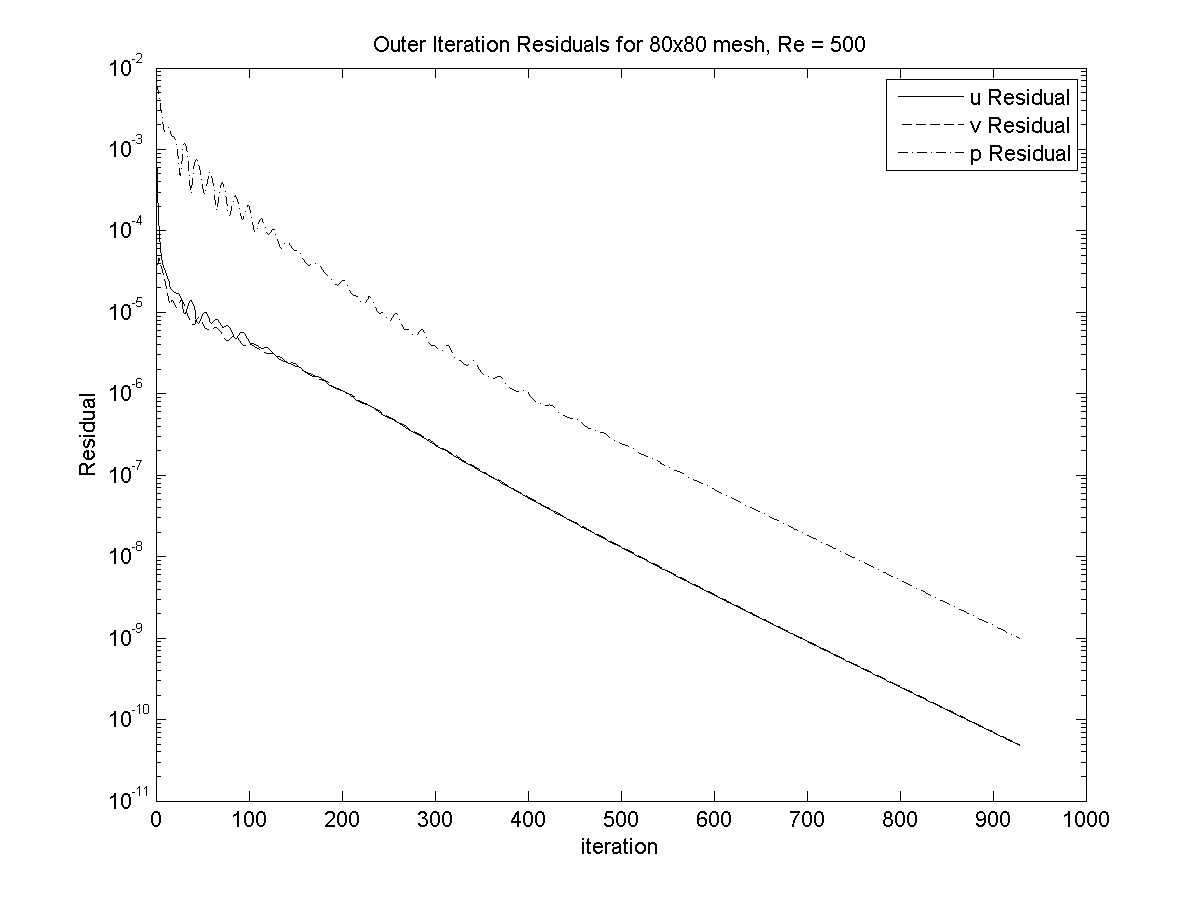 Outer Iteration Residuals for 80x80 mesh, Re = 500
u Residual
v Residual
p Residual
Residual
10^-2
10^-3
10^-4
10^-5
10^-6
10^-7
10^-8
10^-9
10^-10
10^-11
0 100 200 300 400 500 600 700 800 900 1000
iteration